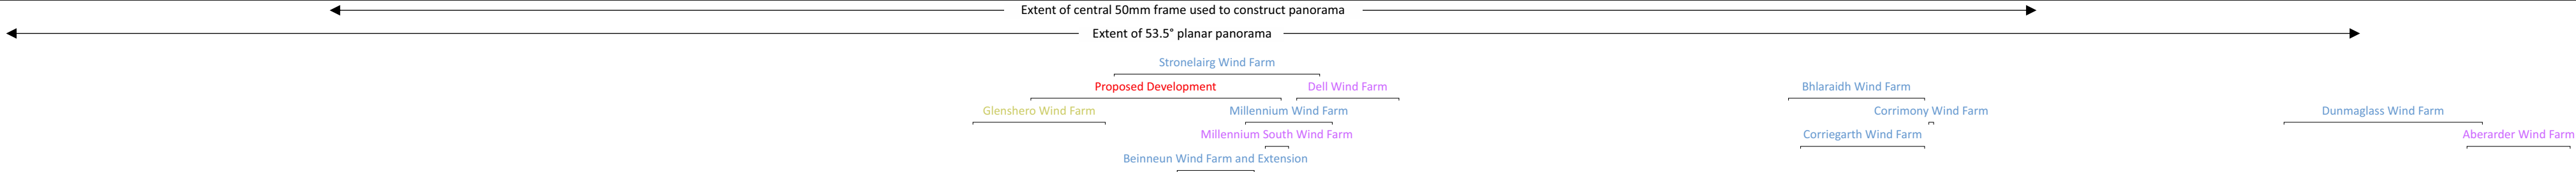 Extent of central 50mm frame used to construct panorama
Extent of 53.5° planar panorama
Stronelairg Wind Farm
Proposed Development Dell Wind Farm Bhlaraidh Wind Farm
Glenshero Wind Farm Millennium Wind Farm Corrimony Wind Farm Dunmaglass Wind Farm
Millennium South Wind Farm Corriegarth Wind Farm Aberarder Wind Farm
Beinneun Wind Farm and Extension